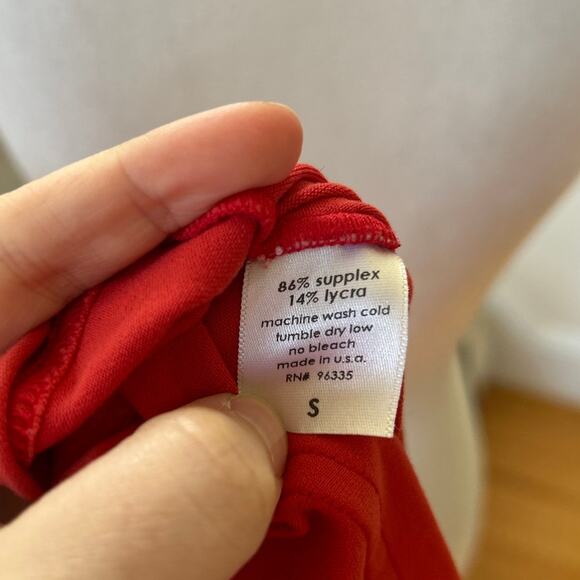 86% supplex
14% lycra
machine wash cold
tumble dry low
no bleach
made in u.s.a.
RN# 96335
S